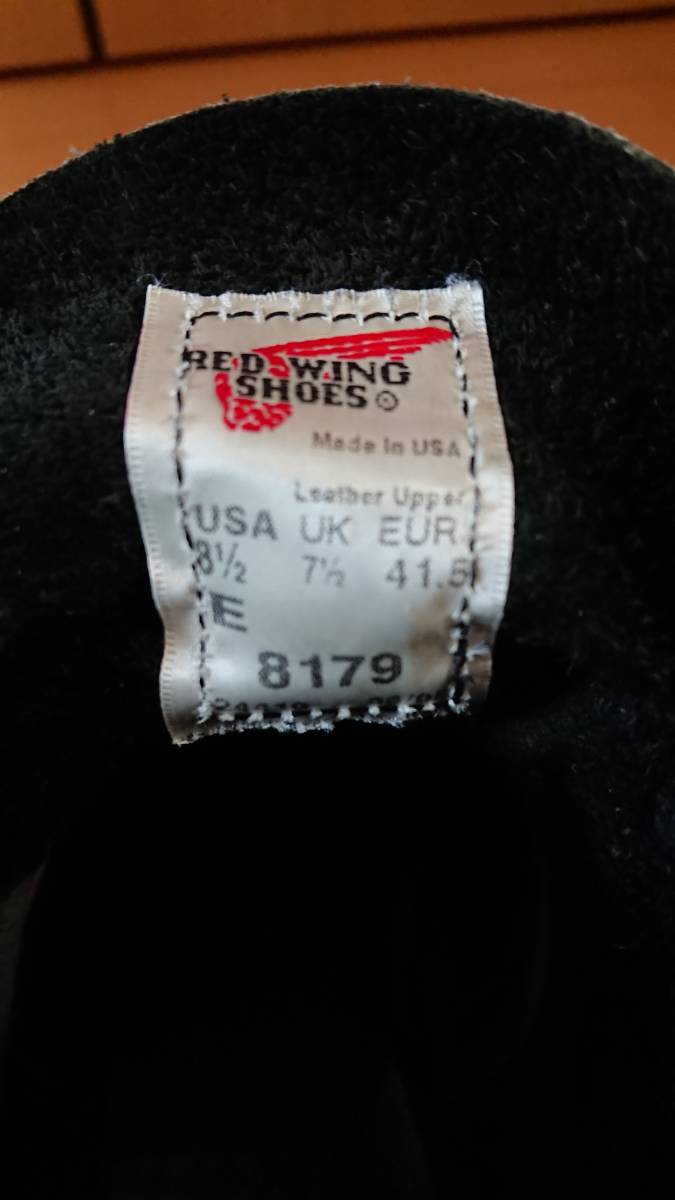 RED WING
SHOES
Made in USA
Leather Upper
USA UK EUR
8½ 7½ 41.5
E
8179